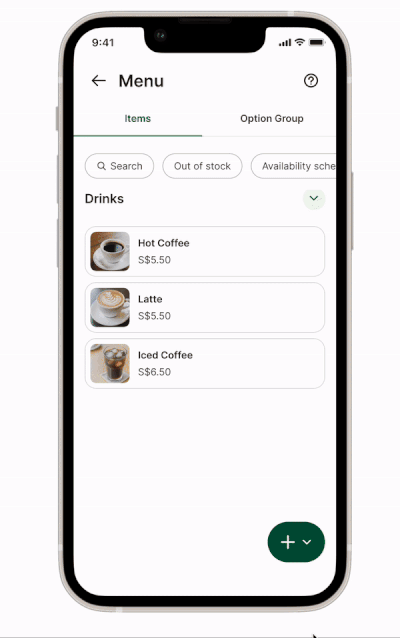 9:41
Menu
Items
Option Group
Search
Out of stock
Availability sche
Drinks
Hot Coffee
S$5.50
Latte
S$5.50
Iced Coffee
S$6.50